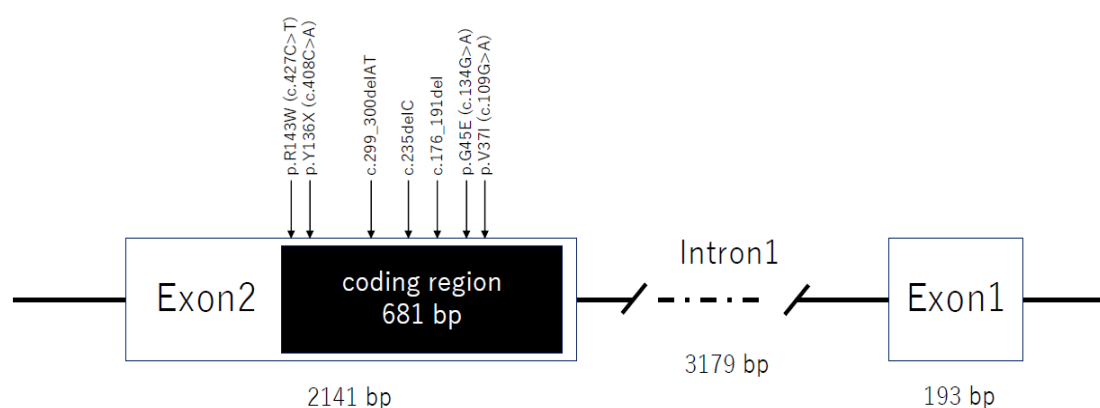 p.R143W (c.427C>T)
p.Y136X (c.408C>A)
c.299_300delAT
c.235delC
c.176_191del
p.G45E (c.134G>A)
p.V37I (c.109G>A)
Exon2
coding region
681 bp
Intron1
Exon1
2141 bp
3179 bp
193 bp